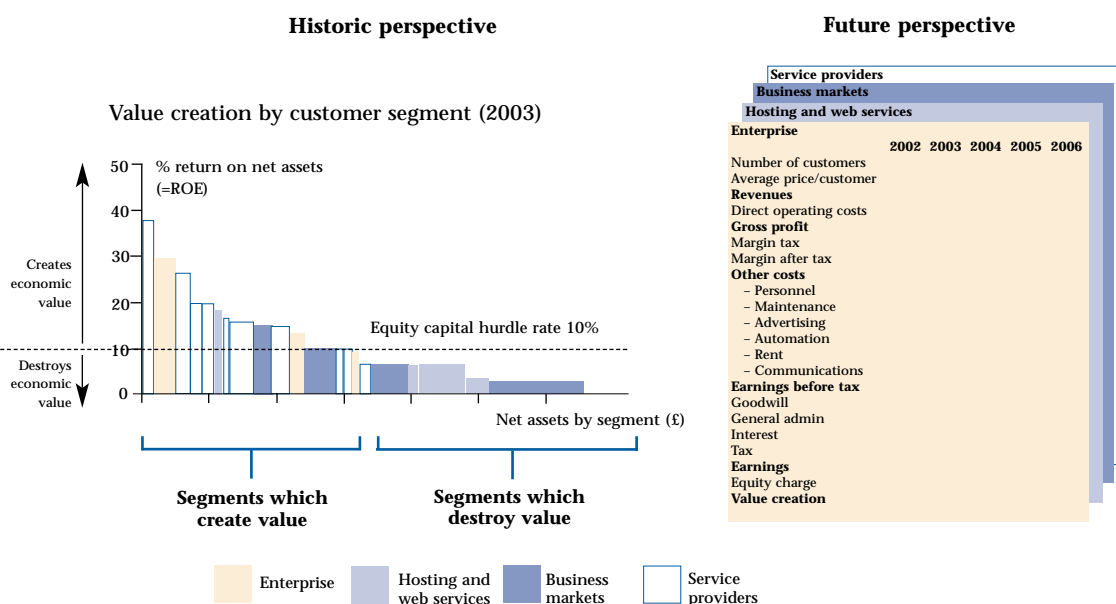 Historic perspective
Value creation by customer segment (2003)
50
40
30
20
10
0
% return on net assets
(=ROE)
Creates
economic
value
Destroys
economic
value
Equity capital hurdle rate 10%
Net assets by segment (£)
Segments which
create value
Segments which
destroy value
Enterprise
Hosting and
web services
Business
markets
Service
providers
Future perspective
Service providers
Business markets
Hosting and web services
Enterprise
2002 2003 2004 2005 2006
Number of customers
Average price/customer
Revenues
Direct operating costs
Gross profit
Margin tax
Margin after tax
Other costs
– Personnel
– Maintenance
– Advertising
– Automation
– Rent
– Communications
Earnings before tax
Goodwill
General admin
Interest
Tax
Earnings
Equity charge
Value creation